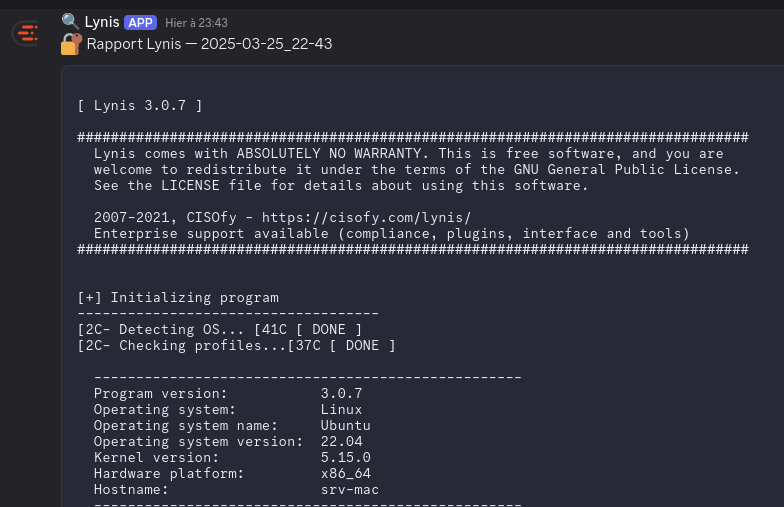 Lynis APP Hier à 23:43
Rapport Lynis — 2025-03-25_22-43
[ Lynis 3.0.7 ]
################################################################################
Lynis comes with ABSOLUTELY NO WARRANTY. This is free software, and you are
welcome to redistribute it under the terms of the GNU General Public License.
See the LICENSE file for details about using this software.
2007-2021, CISOfy - https://cisofy.com/lynis/
Enterprise support available (compliance, plugins, interface and tools)
################################################################################
[+] Initializing program
------------------------------------
[2C- Detecting OS... [41C [ DONE ]
[2C- Checking profiles...[37C [ DONE ]
---------------------------------------------------
Program version: 3.0.7
Operating system: Linux
Operating system name: Ubuntu
Operating system version: 22.04
Kernel version: 5.15.0
Hardware platform: x86_64
Hostname: srv-mac
---------------------------------------------------